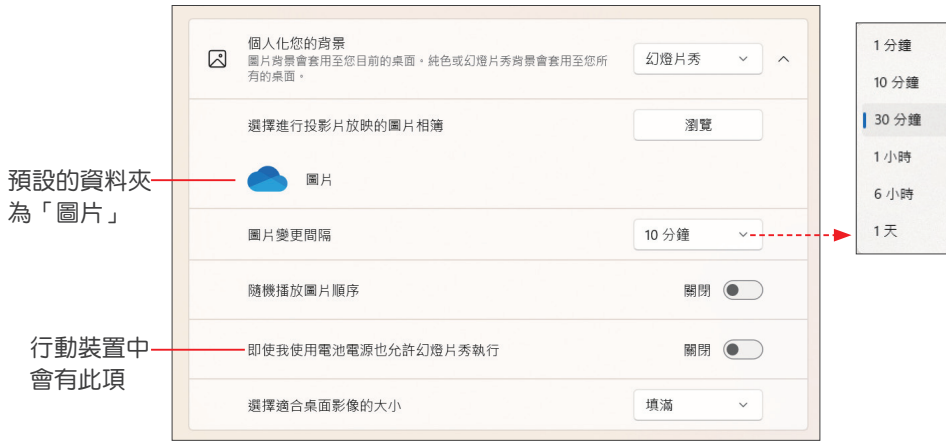 個人化您的背景
圖片背景會套用至您目前的桌面。純色或幻燈片秀背景會套用至您所
有的桌面。
幻燈片秀
選擇進行投影片放映的圖片相簿
瀏覽
圖片
預設的資料夾
為「圖片」
圖片變更間隔
10 分鐘
隨機播放圖片順序
關閉
行動裝置中
會有此項
即使我使用電池電源也允許幻燈片秀執行
關閉
選擇適合桌面影像的大小
填滿
1 分鐘
10 分鐘
30 分鐘
1 小時
6 小時
1 天